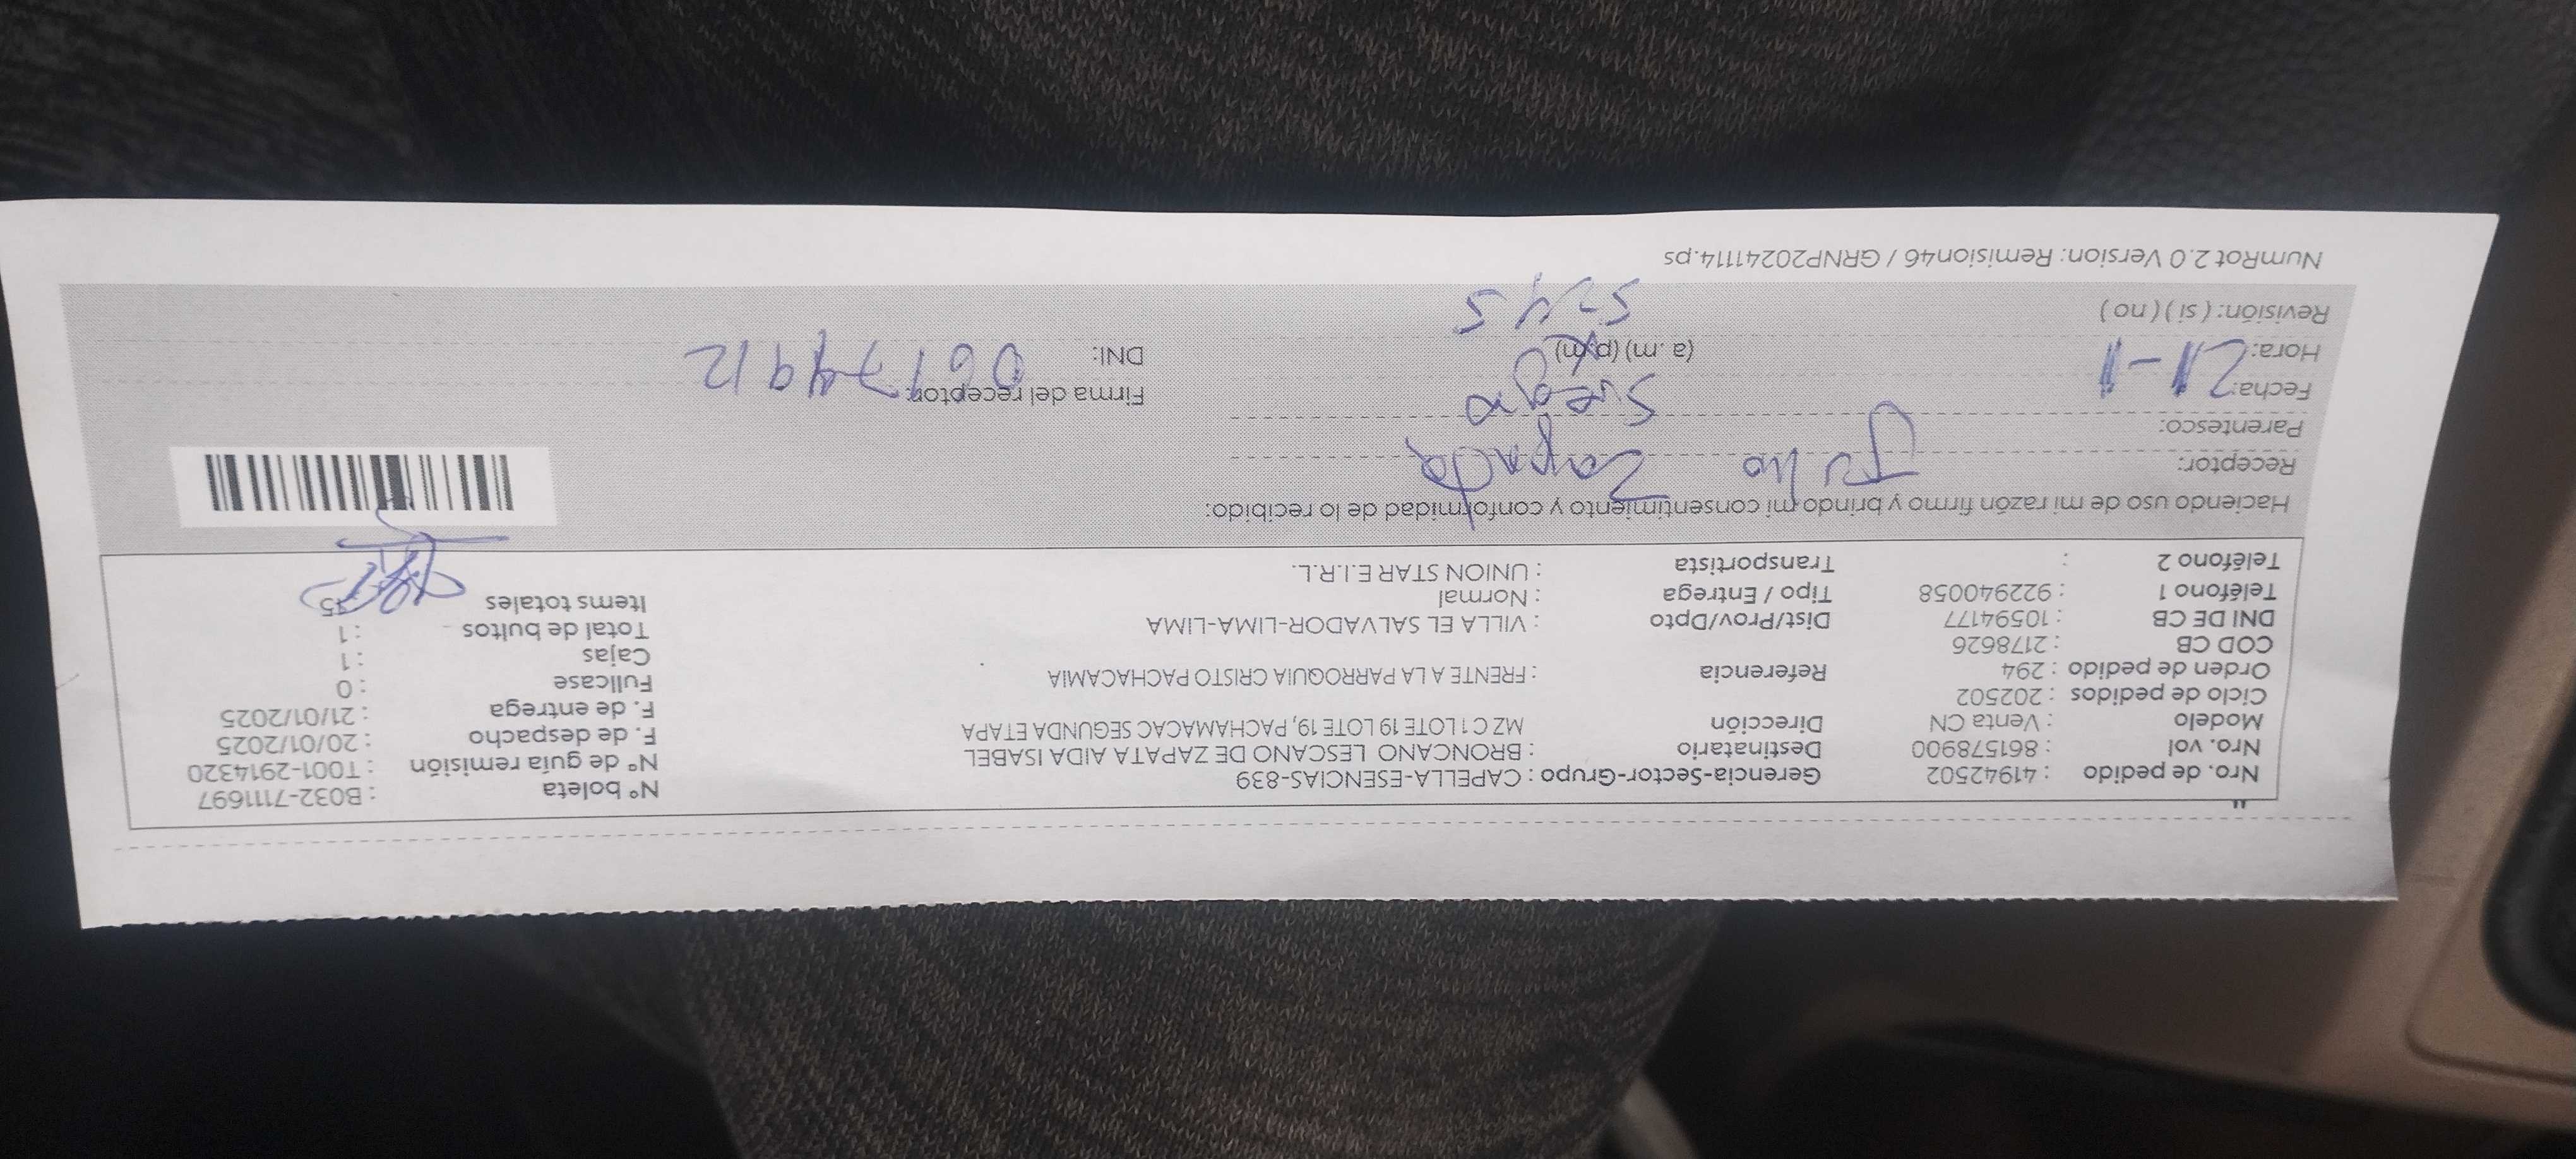 Nro. de pedido : 41942502 Gerencia-Sector-Grupo : CAPELLA-ESENCIAS-839 N° boleta : B032-7111697
Nro. vol : 861578900 Destinatario : BRONCANO LESCANO DE ZAPATA AIDA ISABEL N° de guía remisión : T001-2914320
Modelo : Venta CN Dirección MZ C 1 LOTE 19 LOTE 19, PACHAMACAC SEGUNDA ETAPA F. de despacho : 20/01/2025
Ciclo de pedidos : 202502 F. de entrega : 21/01/2025
Orden de pedido : 294 Referencia : FRENTE A LA PARROQUIA CRISTO PACHACAMIA Fullcase : 0
COD CB : 2178626 Cajas : 1
DNI DE CB : 10594177 Dist/Prov/Dpto : VILLA EL SALVADOR-LIMA-LIMA Total de bultos : 1
Teléfono 1 : 922940058 Tipo / Entrega : Normal Items totales
Teléfono 2 : Transportista : UNION STAR E.I.R.L.
Haciendo uso de mi razón firmo y brindo mi consentimiento y conformidad de lo recibido:
Receptor: Julio Zapata
Parentesco: Suegro
Fecha: 21-1 Firma del receptor:
Hora: (a. m) (p. m) DNI:
Revisión: ( si ) ( no )
NumRot 2.0 Version: Remision46 / GRNP20241114.ps